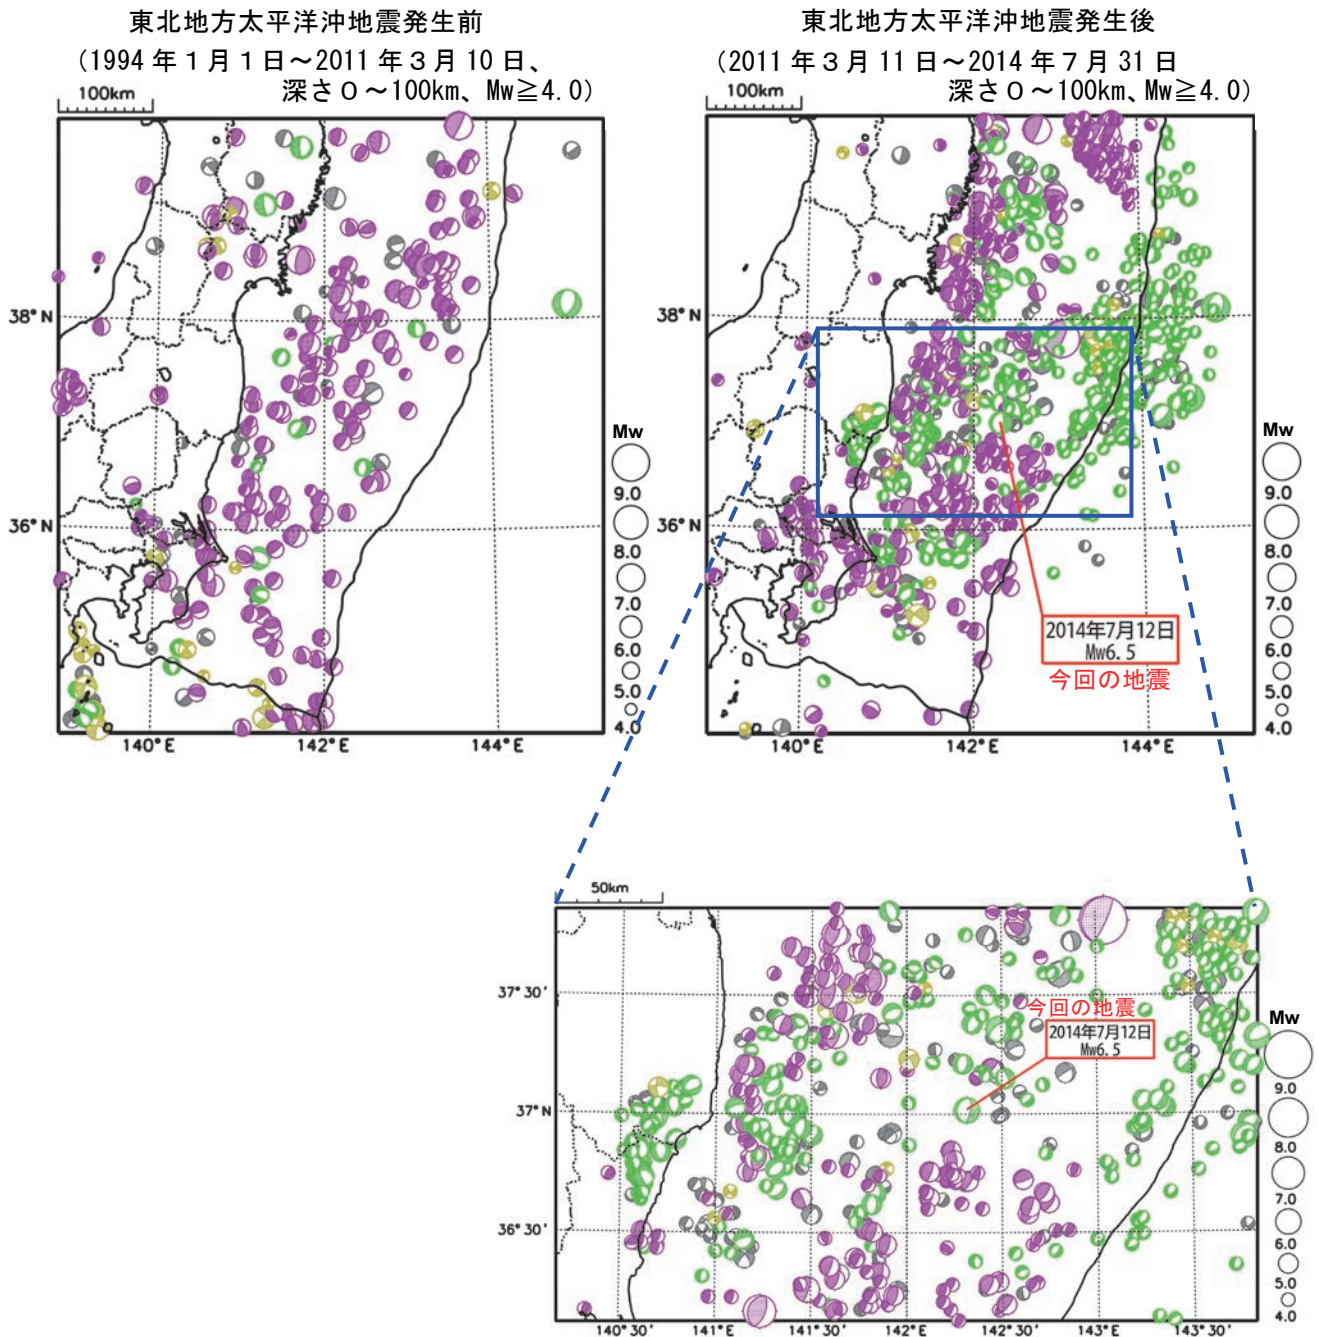 東北地方太平洋沖地震発生前
（1994 年１月１日～2011 年３月 10 日、
深さ０～100km、Mw≧4.0）
100km
38°N
36°N
140°E
142°E
144°E
Mw
9.0
8.0
7.0
6.0
5.0
4.0
東北地方太平洋沖地震発生後
（2011 年３月 11 日～2014 年７月 31 日
深さ０～100km、Mw≧4.0）
100km
38°N
36°N
140°E
142°E
144°E
2014年7月12日
Mw6.5
今回の地震
Mw
9.0
8.0
7.0
6.0
5.0
4.0
50km
37°30'
37°N
36°30'
140°30'
141°E
141°30'
142°E
142°30'
143°E
143°30'
今回の地震
2014年7月12日
Mw6.5
Mw
9.0
8.0
7.0
6.0
5.0
4.0